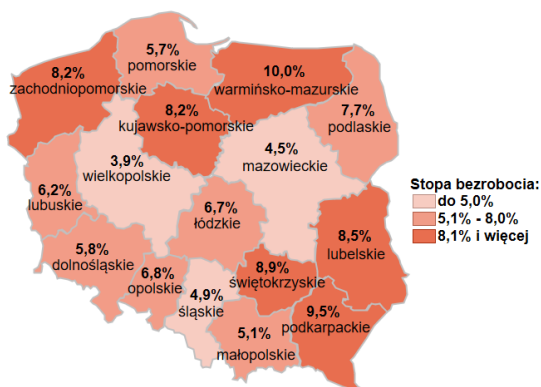 5,7%
pomorskie
8,2%
zachodniopomorskie
10,0%
warmińsko-mazurskie
8,2%
kujawsko-pomorskie
7,7%
podlaskie
4,5%
mazowieckie
3,9%
wielkopolskie
6,2%
lubuskie
6,7%
łódzkie
5,8%
dolnośląskie
6,8%
opolskie
4,9%
śląskie
8,9%
świętokrzyskie
8,5%
lubelskie
9,5%
podkarpackie
5,1%
małopolskie
Stopa bezrobocia:
do 5,0%
5,1% - 8,0%
8,1% i więcej